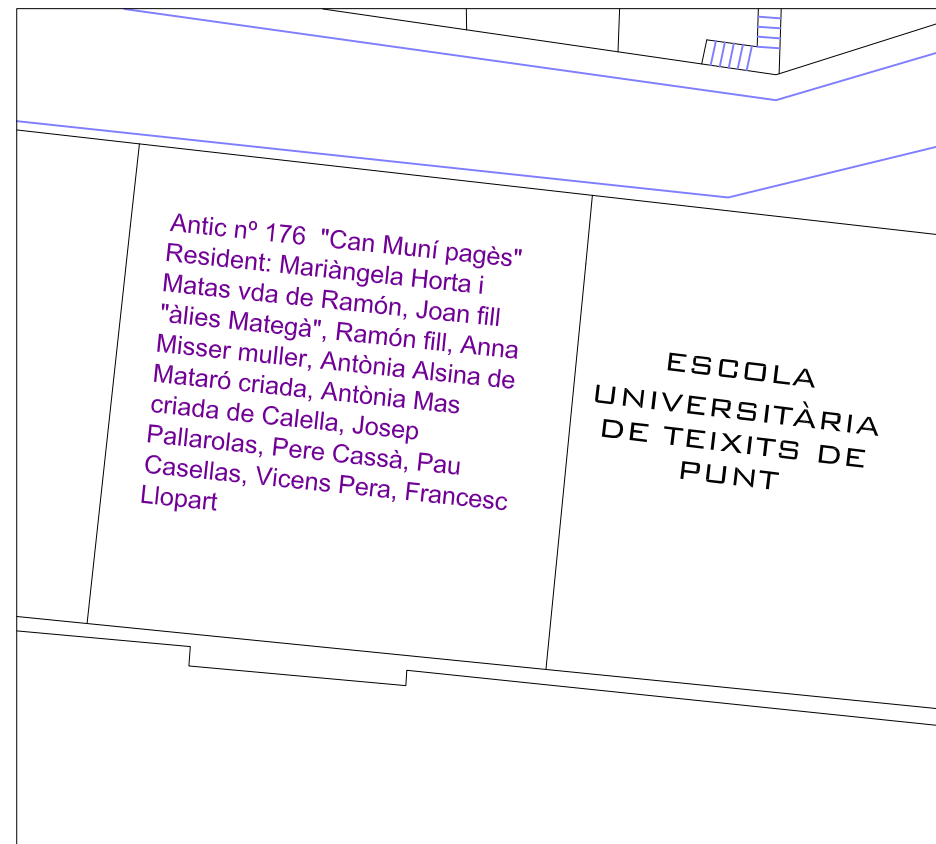 Antic nº 176  "Can Muní pagès"
Resident: Mariàngela Horta i
Matas vda de Ramón, Joan fill
"àlies Mategà", Ramón fill, Anna
Misser muller, Antònia Alsina de
Mataró criada, Antònia Mas
criada de Calella, Josep
Pallarolas, Pere Cassà, Pau
Casellas, Vicens Pera, Francesc
Llopart
ESCOLA
UNIVERSITÀRIA
DE TEIXITS DE
PUNT